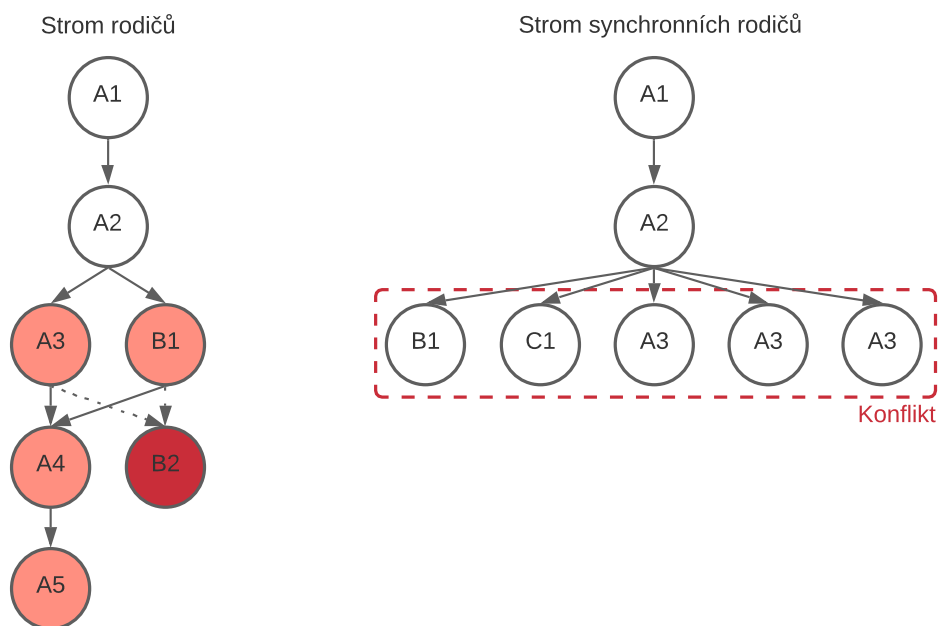 Strom rodičů
A1
A2
A3 B1
A4 B2
A5
Strom synchronních rodičů
A1
A2
B1 C1 A3 A3 A3
Konflikt